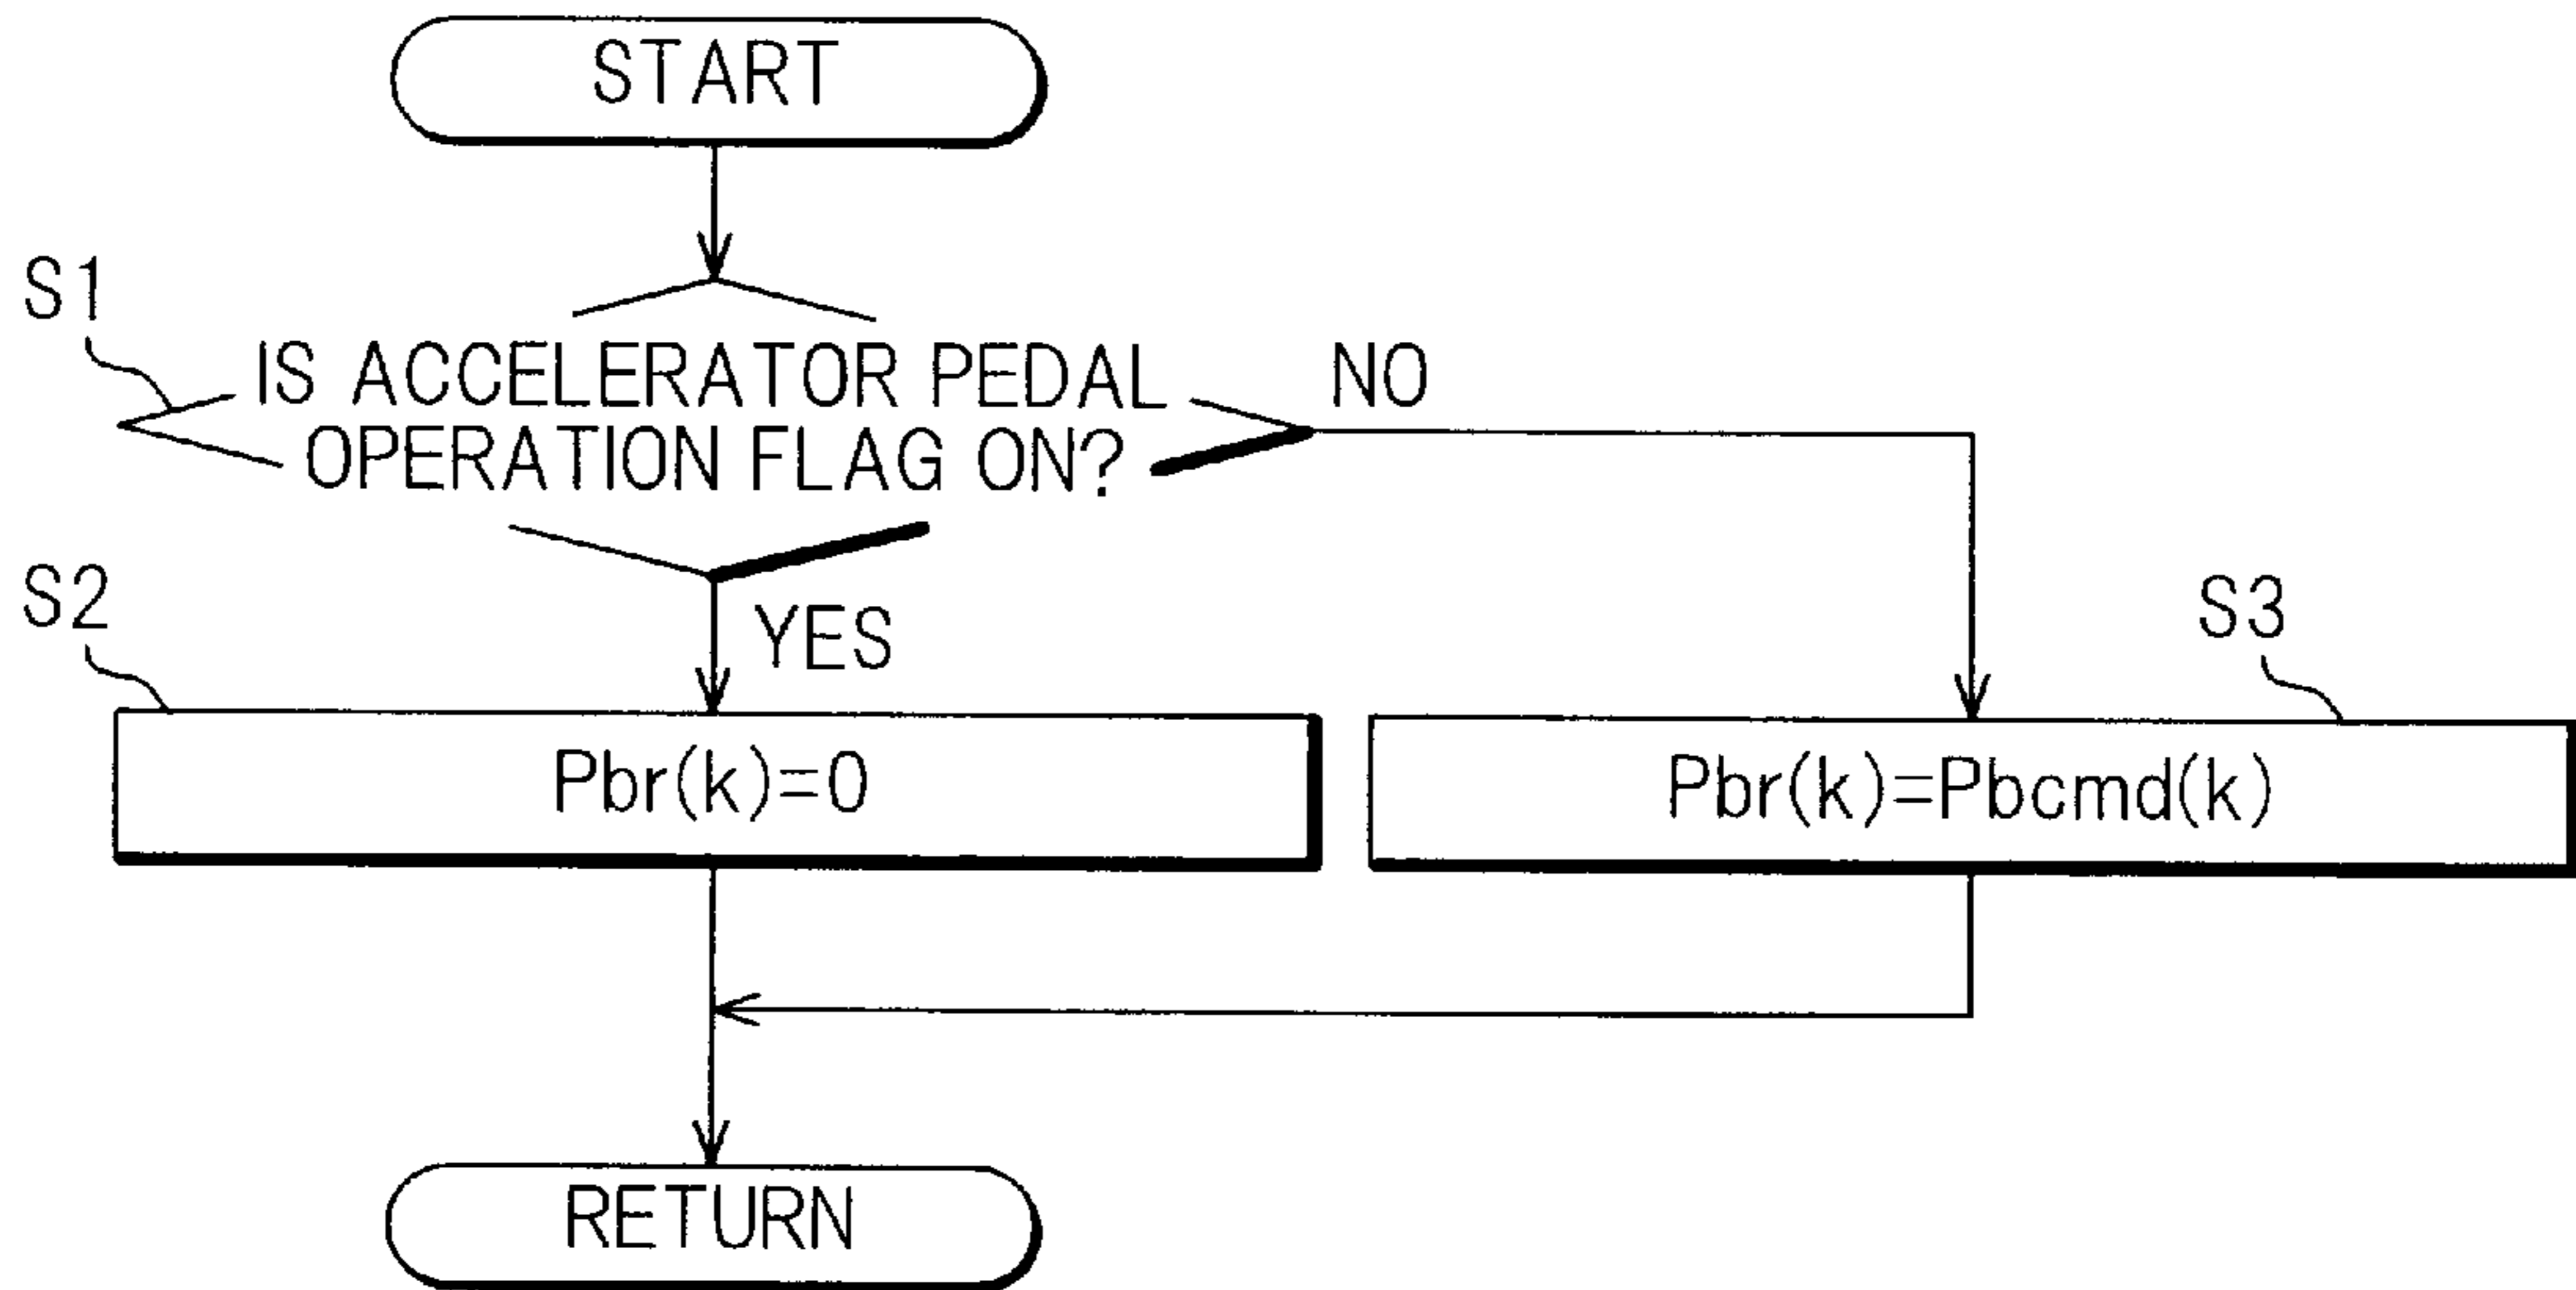 START
S1
IS ACCELERATOR PEDAL
OPERATION FLAG ON?
NO
S2
YES
S3
Pbr(k)=0
Pbr(k)=Pbcmd(k)
RETURN